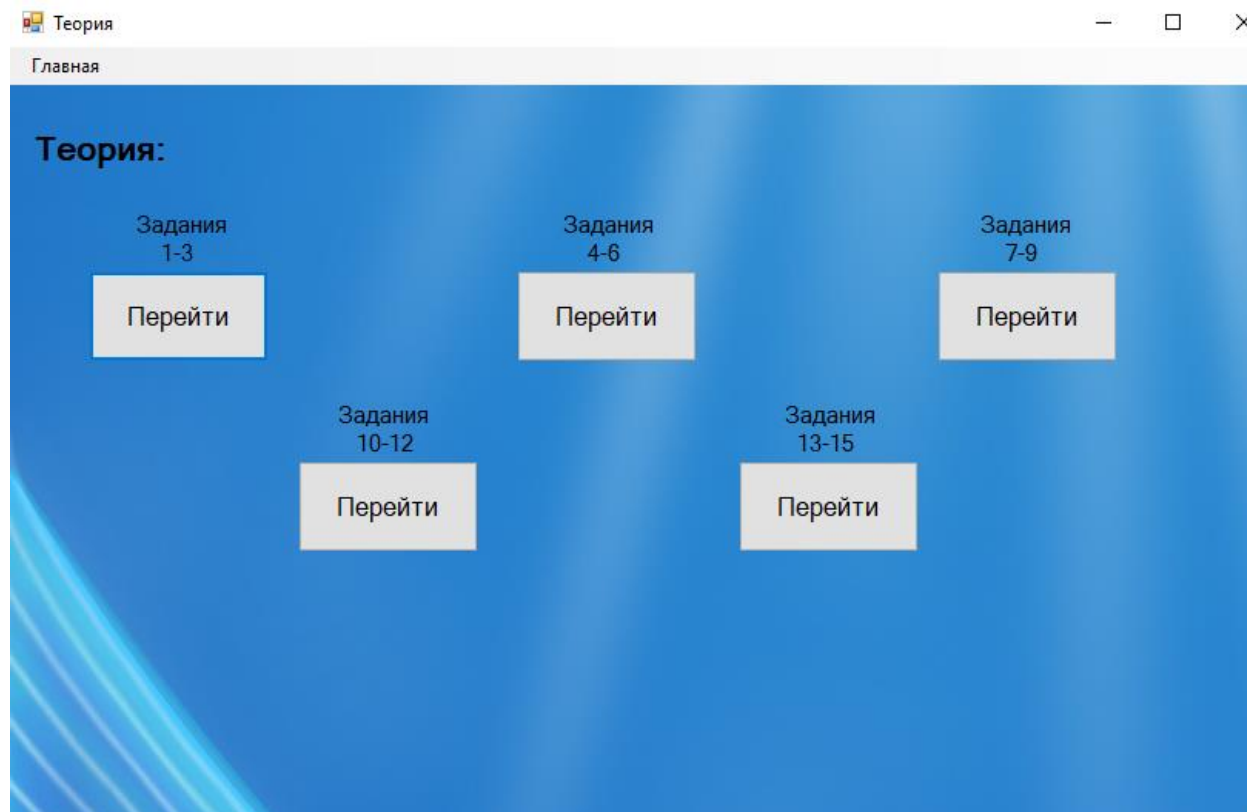 Теория
Главная
Теория:
Задания
1-3
Перейти
Задания
4-6
Перейти
Задания
7-9
Перейти
Задания
10-12
Перейти
Задания
13-15
Перейти